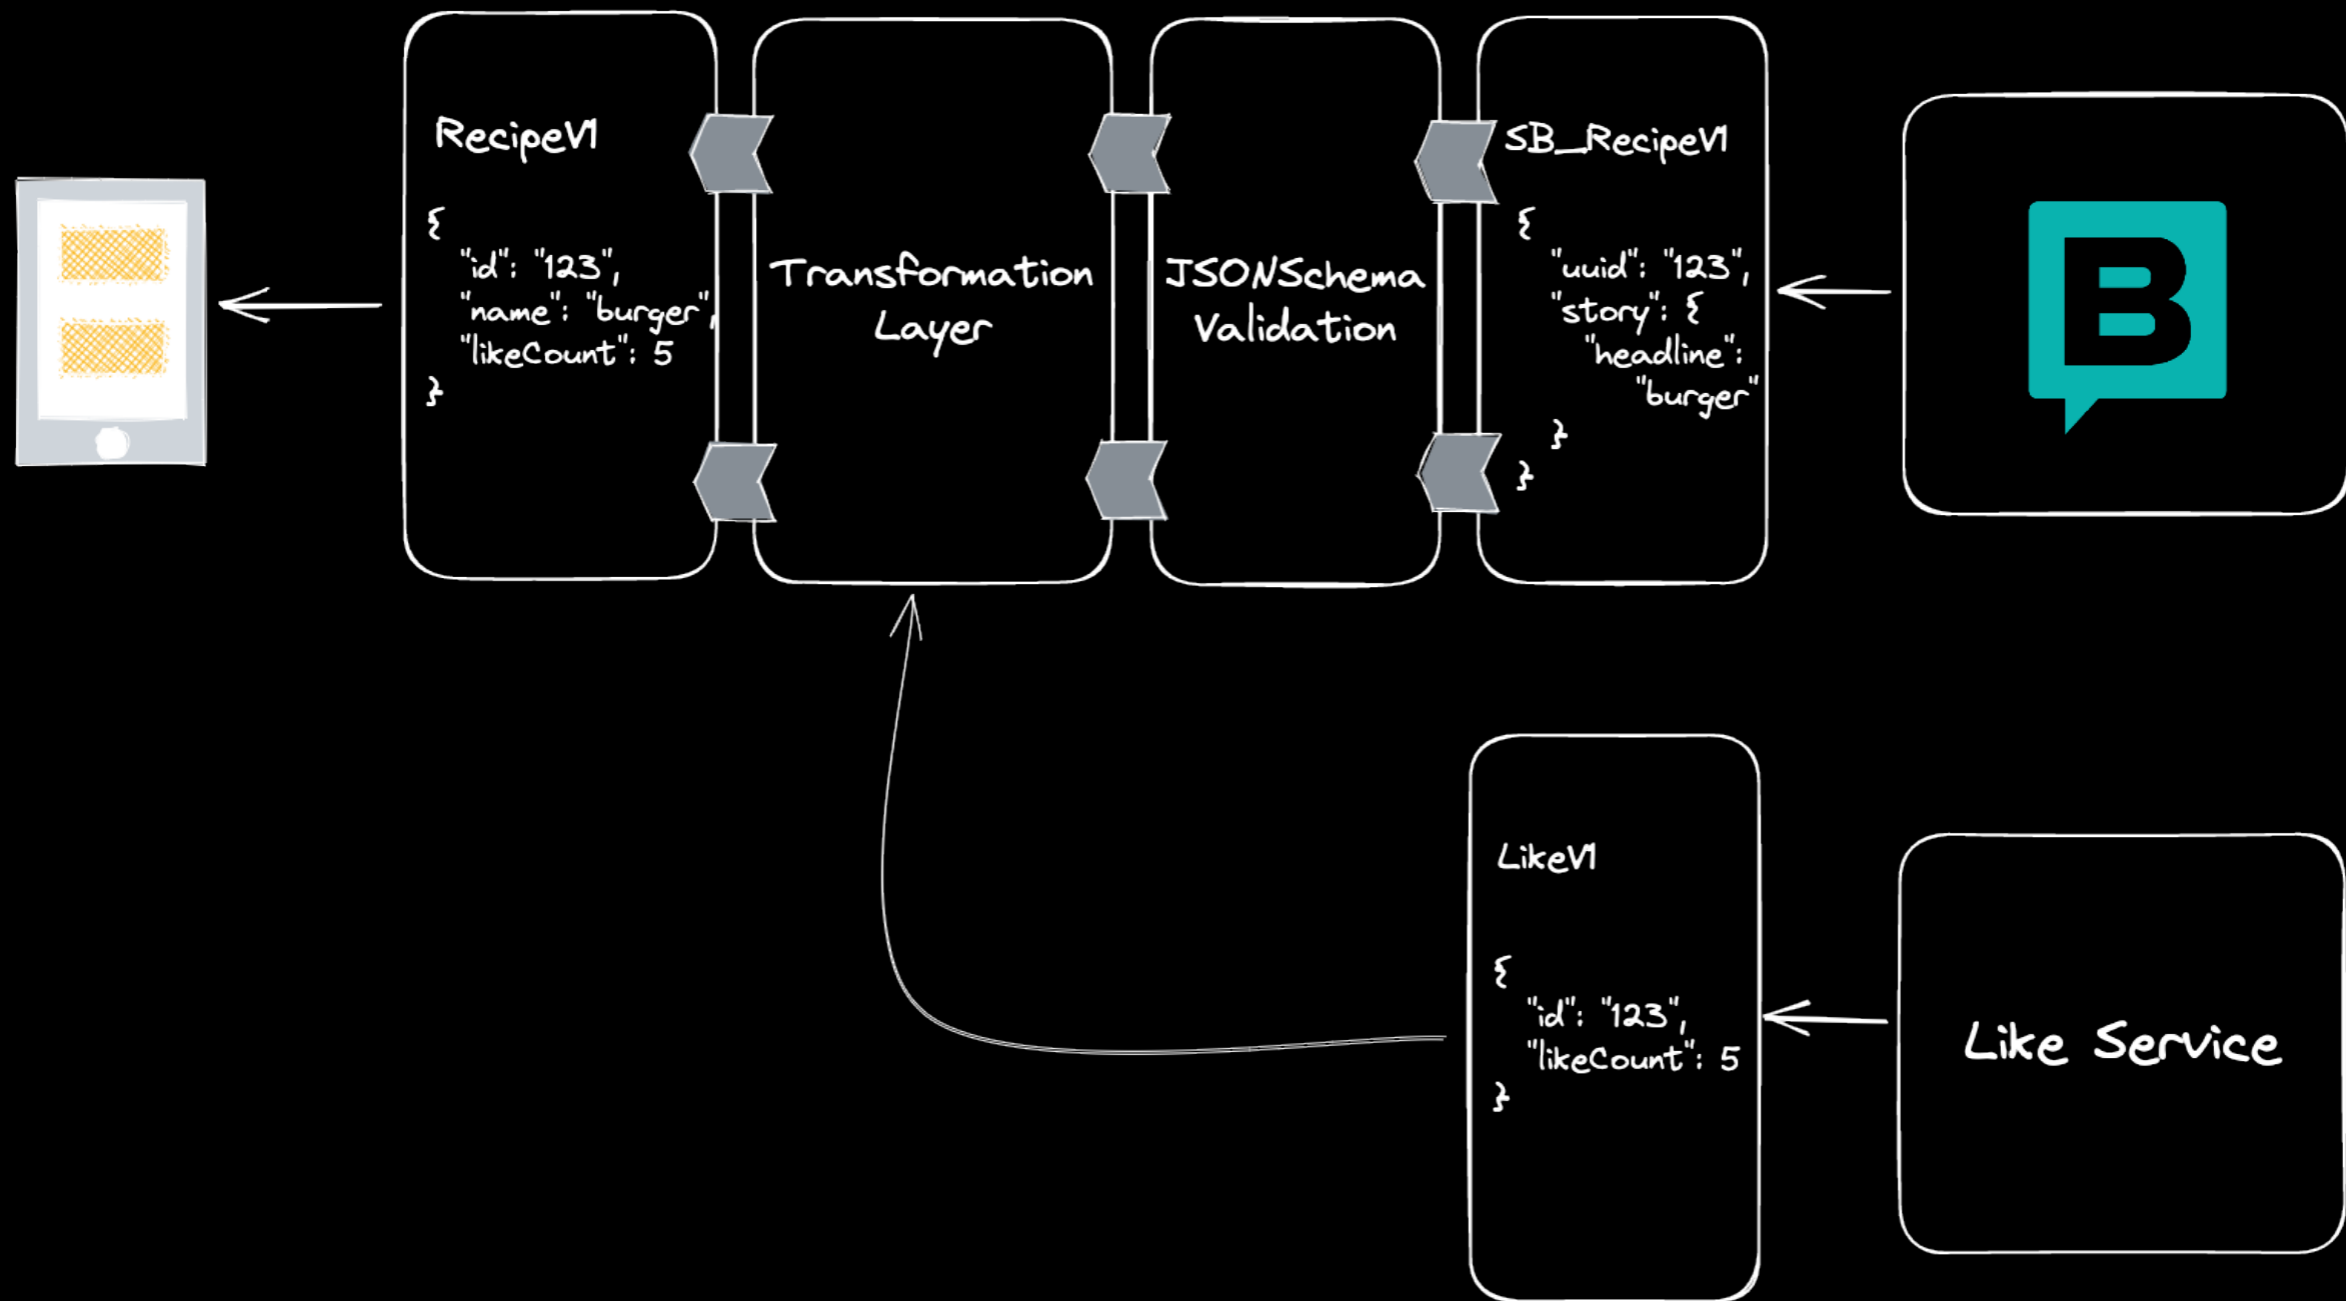 RecipeV1
{
"id": "123",
"name": "burger",
"likeCount": 5
}
Transformation
Layer
JSONSchema
Validation
SB_RecipeV1
{
"uuid": "123",
"story": {
"headline":
"burger"
}
}
B
LikeV1
{
"id": "123",
"likeCount": 5
}
Like Service